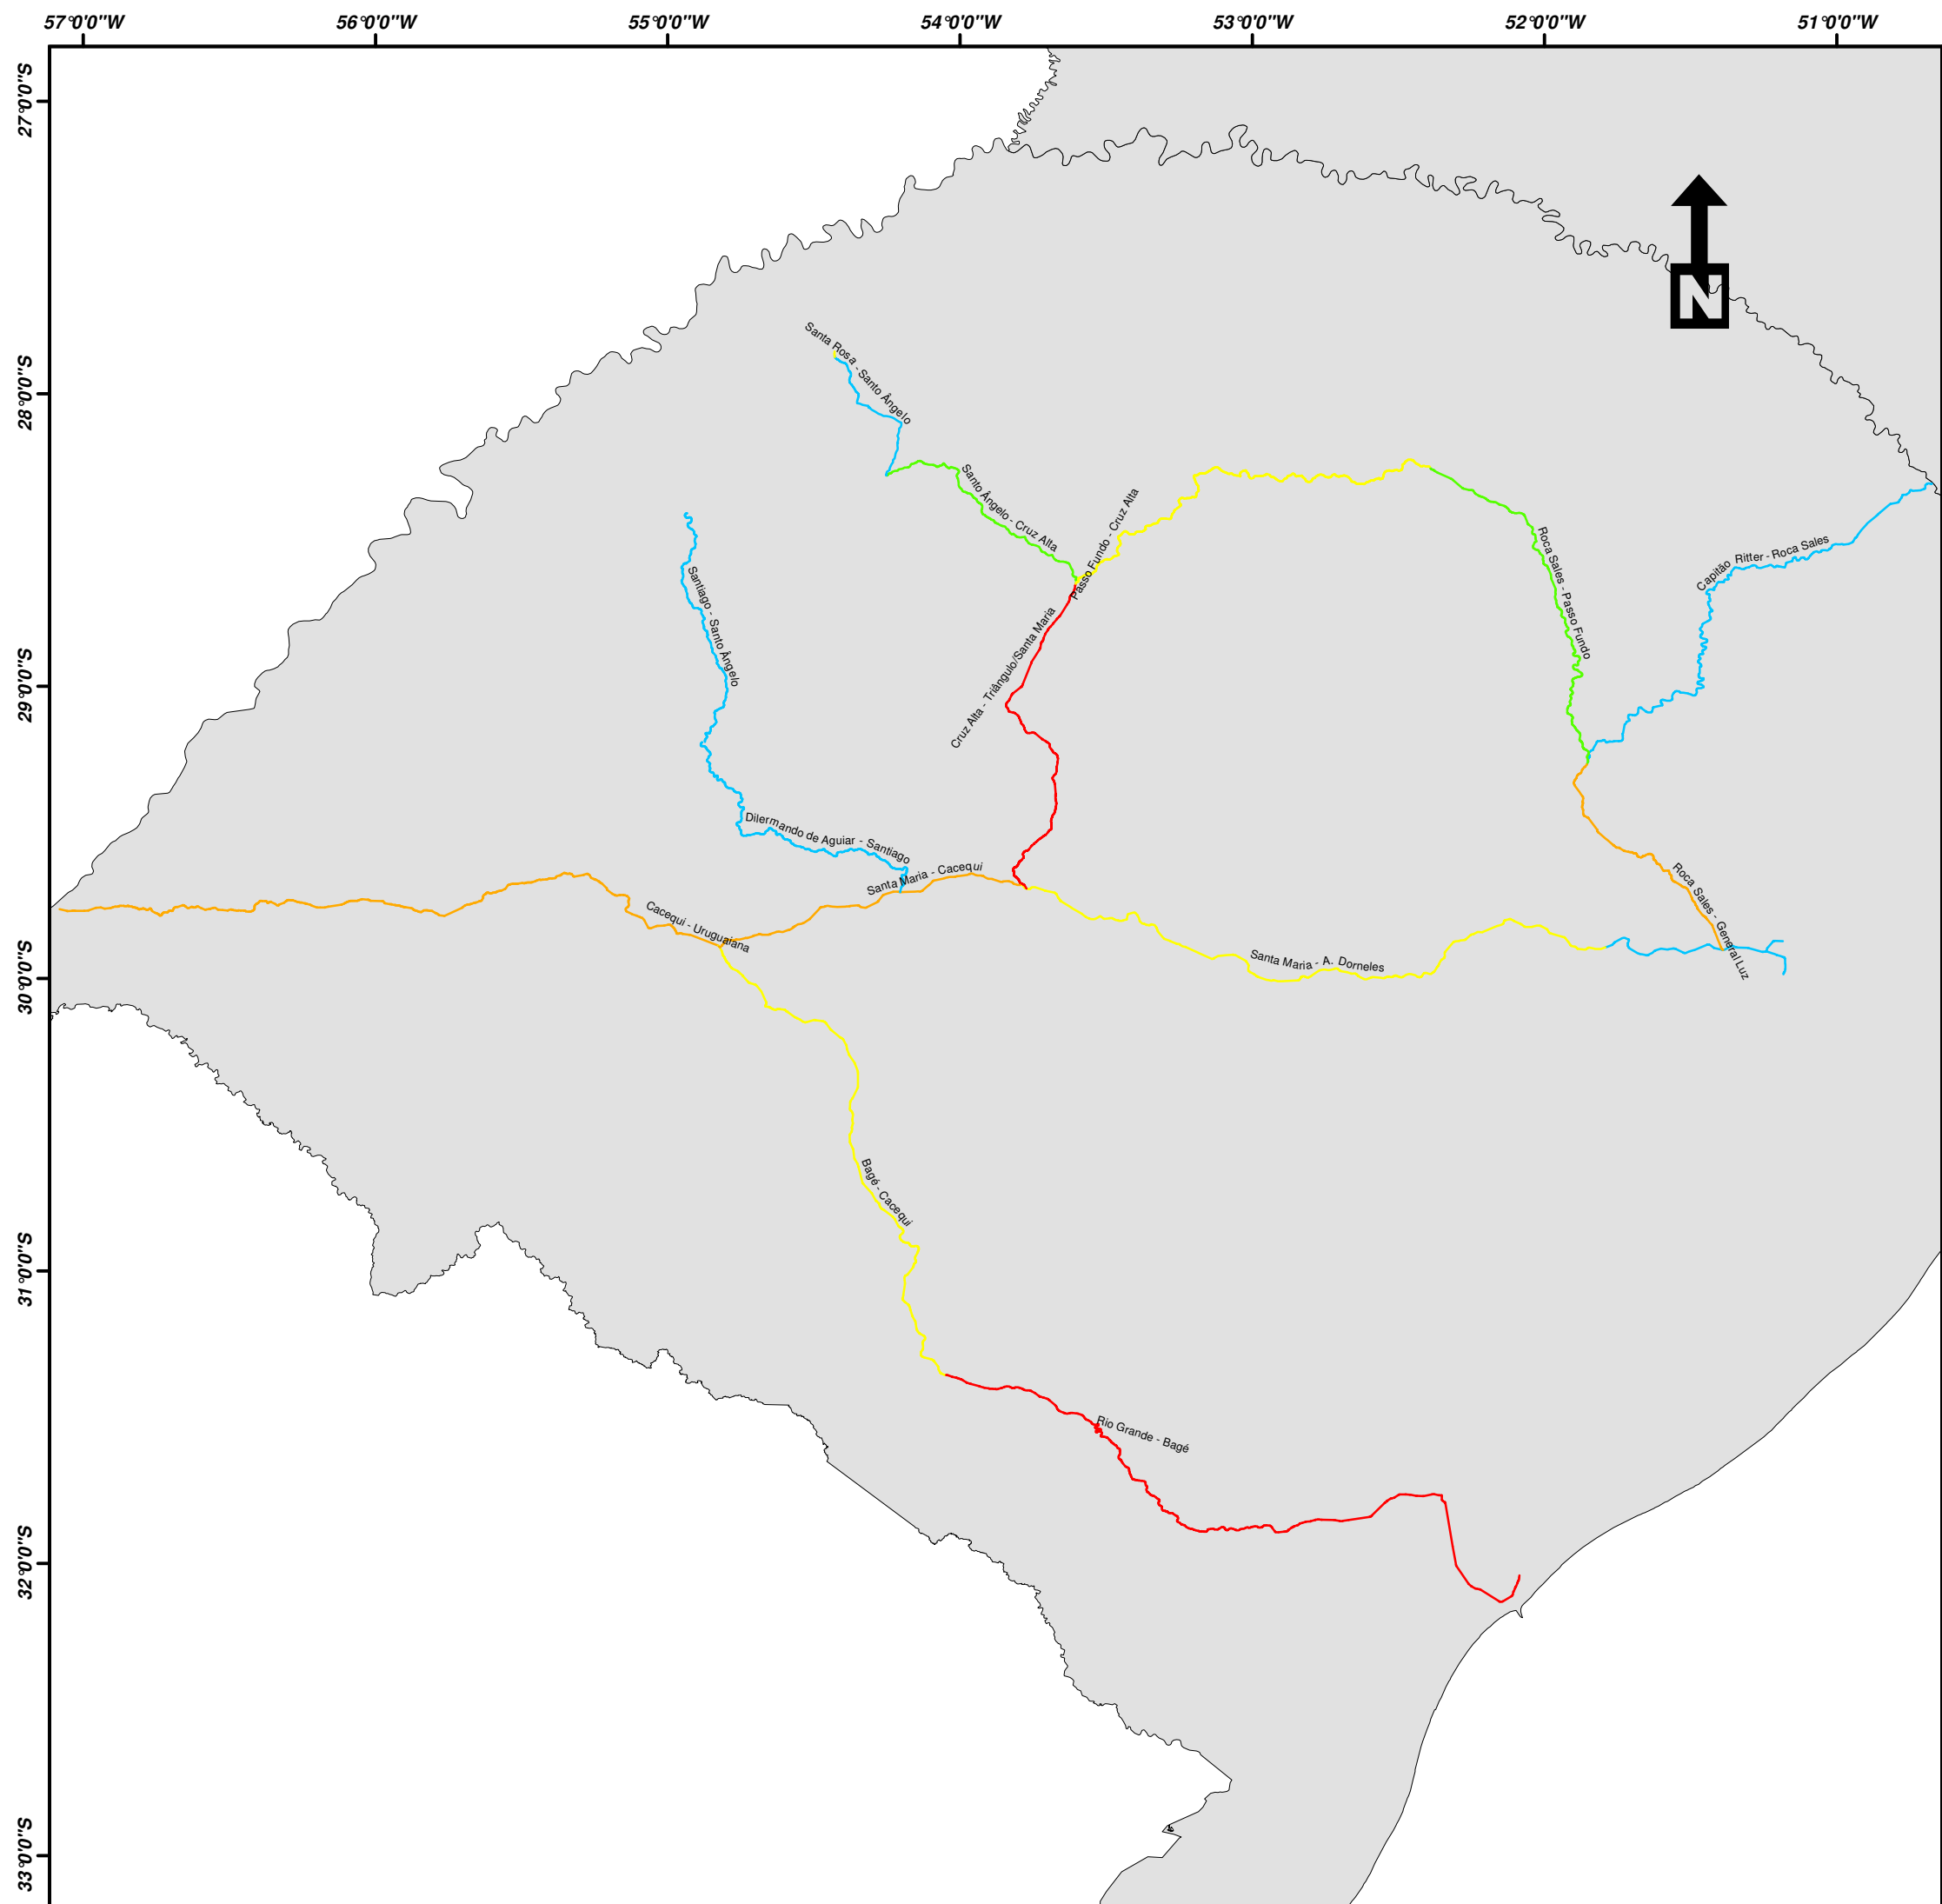 57°0'0"W
56°0'0"W
55°0'0"W
54°0'0"W
53°0'0"W
52°0'0"W
51°0'0"W
27°0'0"S
28°0'0"S
29°0'0"S
30°0'0"S
31°0'0"S
32°0'0"S
33°0'0"S
N
Santa Rosa - Santo Ângelo
Santo Ângelo - Cruz Alta
Passo Fundo - Cruz Alta
Roca Sales - Passo Fundo
Capitão Ritter - Roca Sales
Santiago - Santo Ângelo
Cruz Alta - Triângulo/Santa Maria
Dilermando de Aguiar - Santiago
Santa Maria - Cacequi
Roca Sales - General Luz
Cacequi - Uruguaiana
Santa Maria - A. Dorneles
Bagé - Cacequi
Rio Grande - Bagé